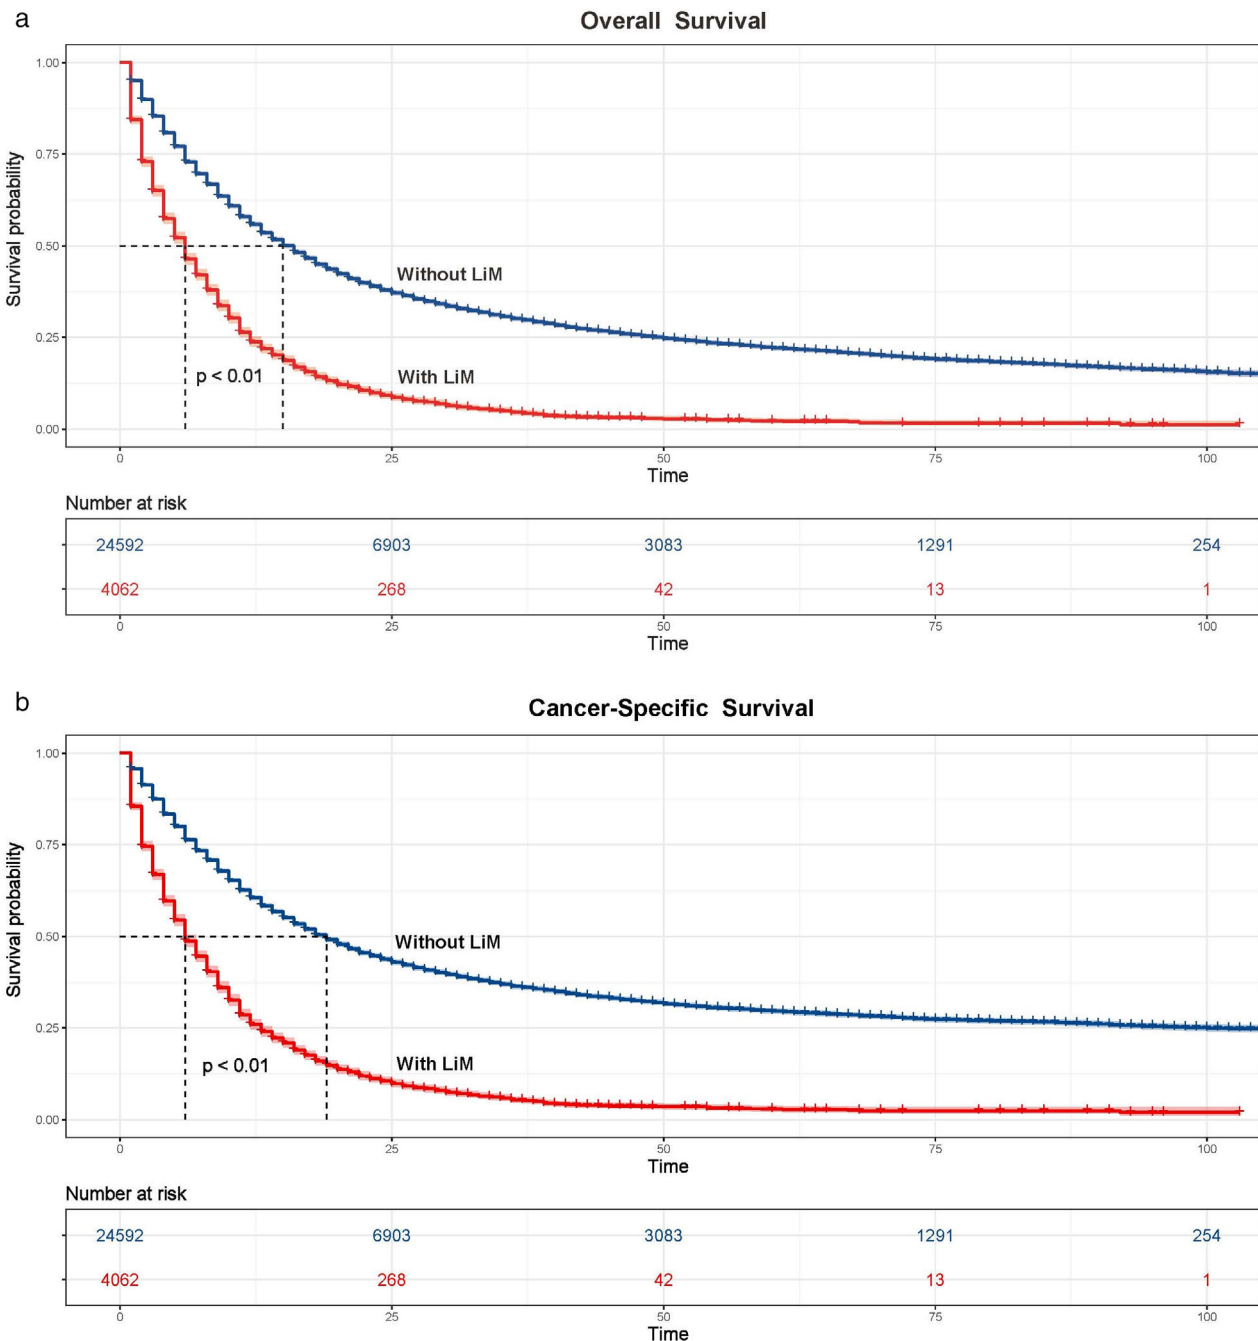 a
Overall Survival
Survival probability
1.00
0.75
0.50
0.25
0.00
Without LiM
With LiM
p < 0.01
0 25 50 75 100
Time
Number at risk
24592 6903 3083 1291 254
4062 268 42 13 1
0 25 50 75 100
Time
b
Cancer-Specific Survival
Survival probability
1.00
0.75
0.50
0.25
0.00
Without LiM
With LiM
p < 0.01
0 25 50 75 100
Time
Number at risk
24592 6903 3083 1291 254
4062 268 42 13 1
0 25 50 75 100
Time